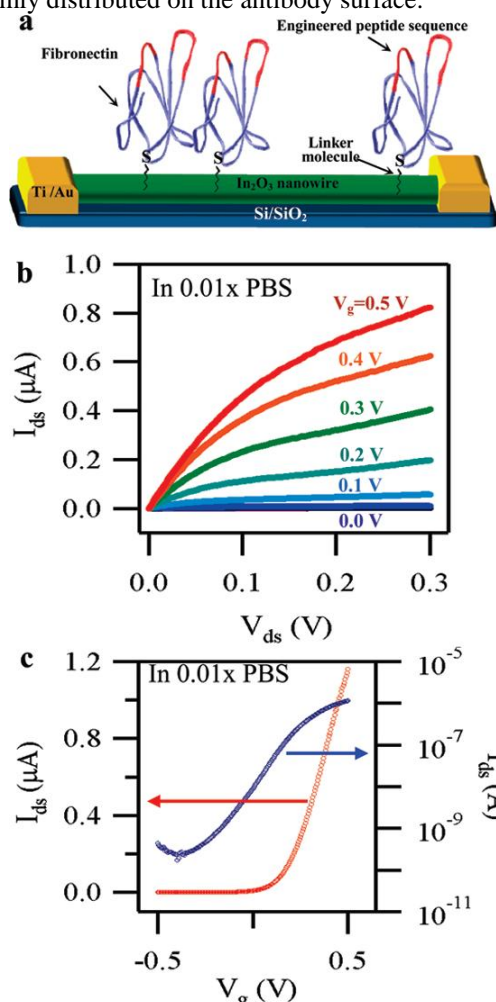 distributed on the antibody surface.
a
Engineered peptide sequence
Fibronectin
S
S
S
Linker
molecule
Ti /Au
In₂O₃ nanowire
Si/SiO₂
b
In 0.01x PBS
Vg=0.5 V
0.4 V
0.3 V
0.2 V
0.1 V
0.0 V
1.0
0.8
0.6
0.4
0.2
0.0
Ids (μA)
0.0
0.1
0.2
0.3
Vds (V)
c
In 0.01x PBS
1.2
0.8
0.4
0.0
Ids (μA)
10⁻⁵
10⁻⁷
10⁻⁹
10⁻¹¹
-0.5
0.5
Vg (V)